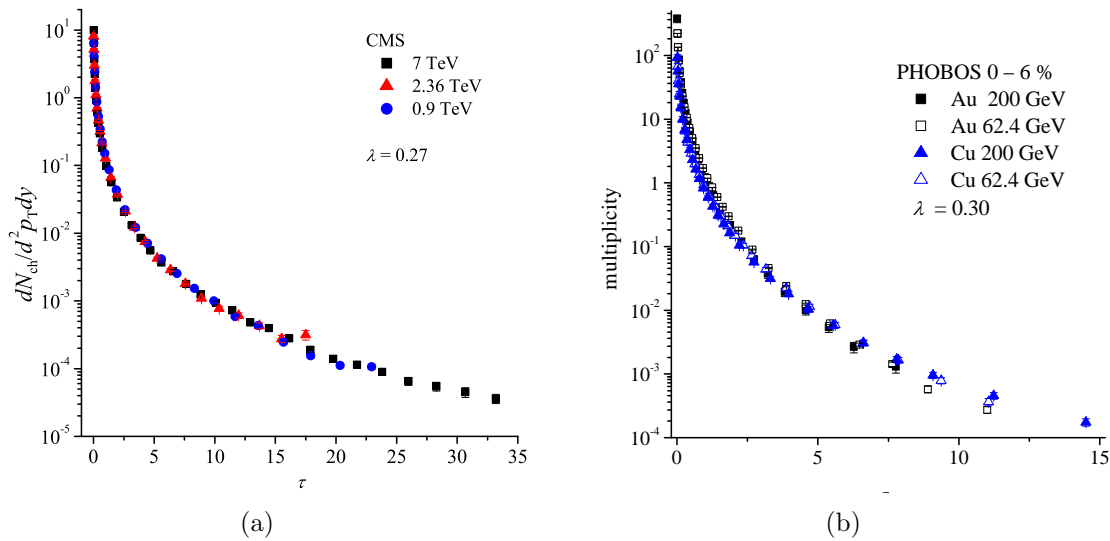 10^1
10^0
10^-1
10^-2
10^-3
10^-4
10^-5
dN_ch/d^2p_Tdy
CMS
7 TeV
2.36 TeV
0.9 TeV
λ = 0.27
0 5 10 15 20 25 30 35
τ
(a)
10^2
10^1
1
10^-1
10^-2
10^-3
10^-4
multiplicity
PHOBOS 0 – 6 %
Au 200 GeV
Au 62.4 GeV
Cu 200 GeV
Cu 62.4 GeV
λ = 0.30
0 5 10 15
(b)